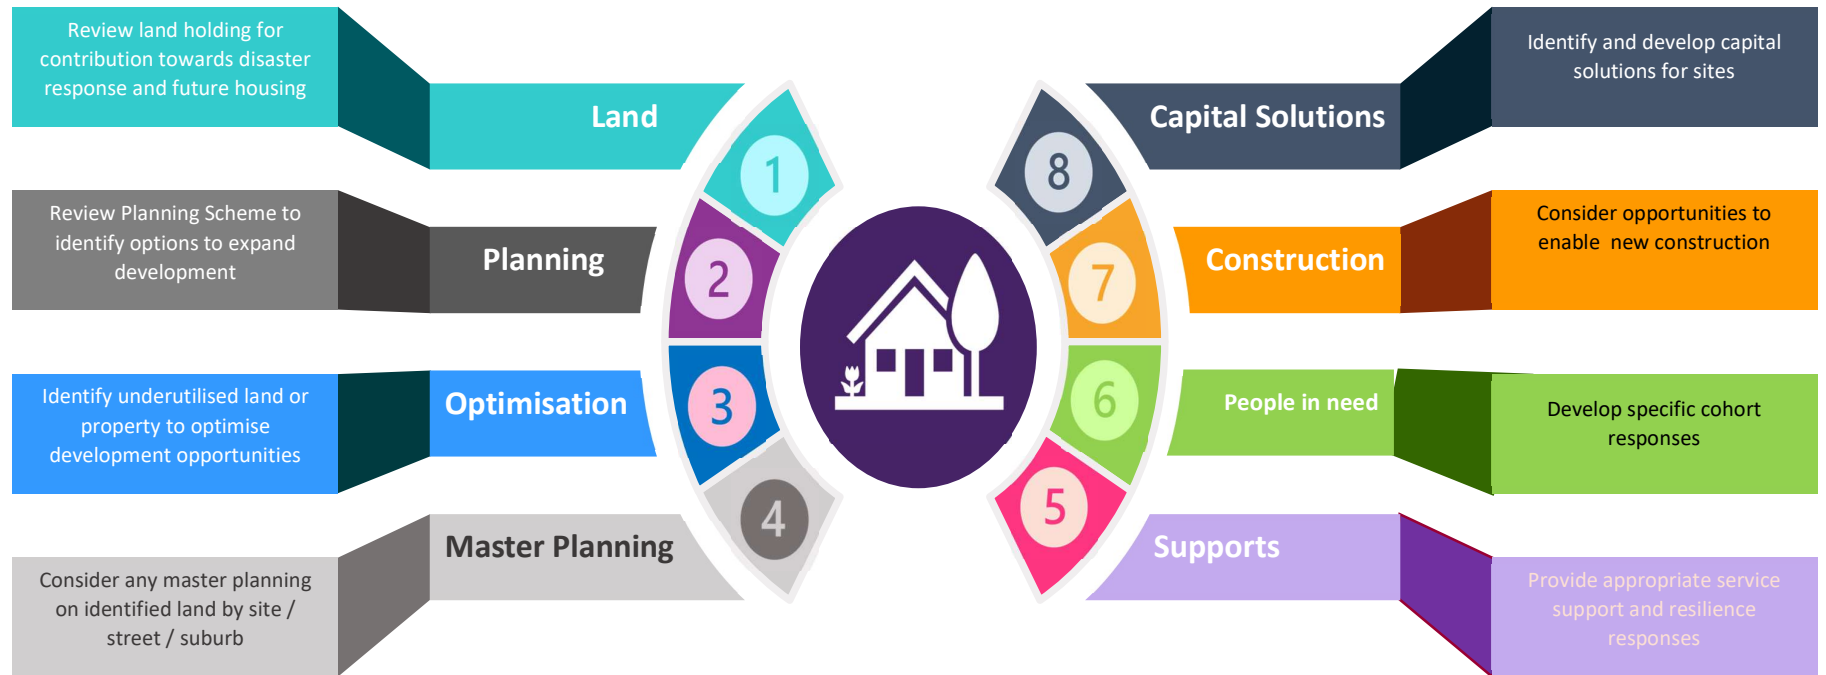 Review land holding for
contribution towards disaster
response and future housing
Land
1
Review Planning Scheme to
identify options to expand
development
Planning
2
Identify underutilised land or
property to optimise
development opportunities
Optimisation
3
Consider any master planning
on identified land by site /
street / suburb
Master Planning
4
8
Capital Solutions
Identify and develop capital
solutions for sites
7
Construction
Consider opportunities to
enable  new construction
6
People in need
Develop specific cohort
responses
5
Supports
Provide appropriate service
support and resilience
responses